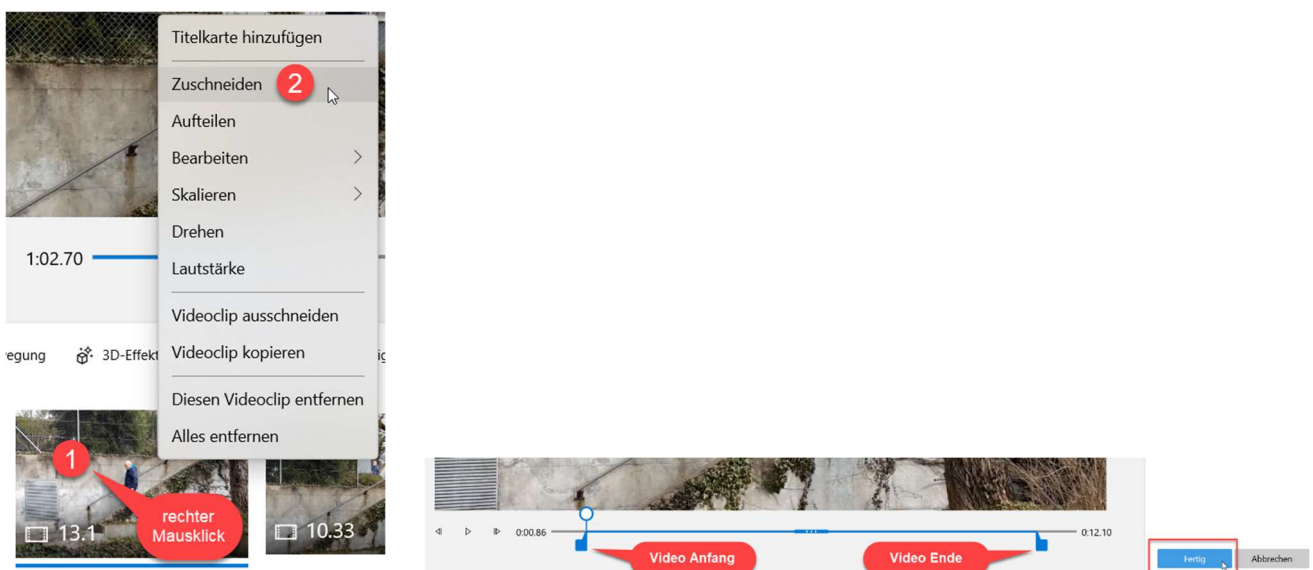 Titelkarte hinzufügen
Zuschneiden 2
Aufteilen
Bearbeiten
Skalieren
Drehen
1:02.70
Lautstärke
Videoclip ausschneiden
egung 3D-Effekt
Videoclip kopieren
Diesen Videoclip entfernen
Alles entfernen
1
rechter
Mausklick
13.1
10.33
0:00.86
0:12.10
Video Anfang
Video Ende
Fertig
Abbrechen